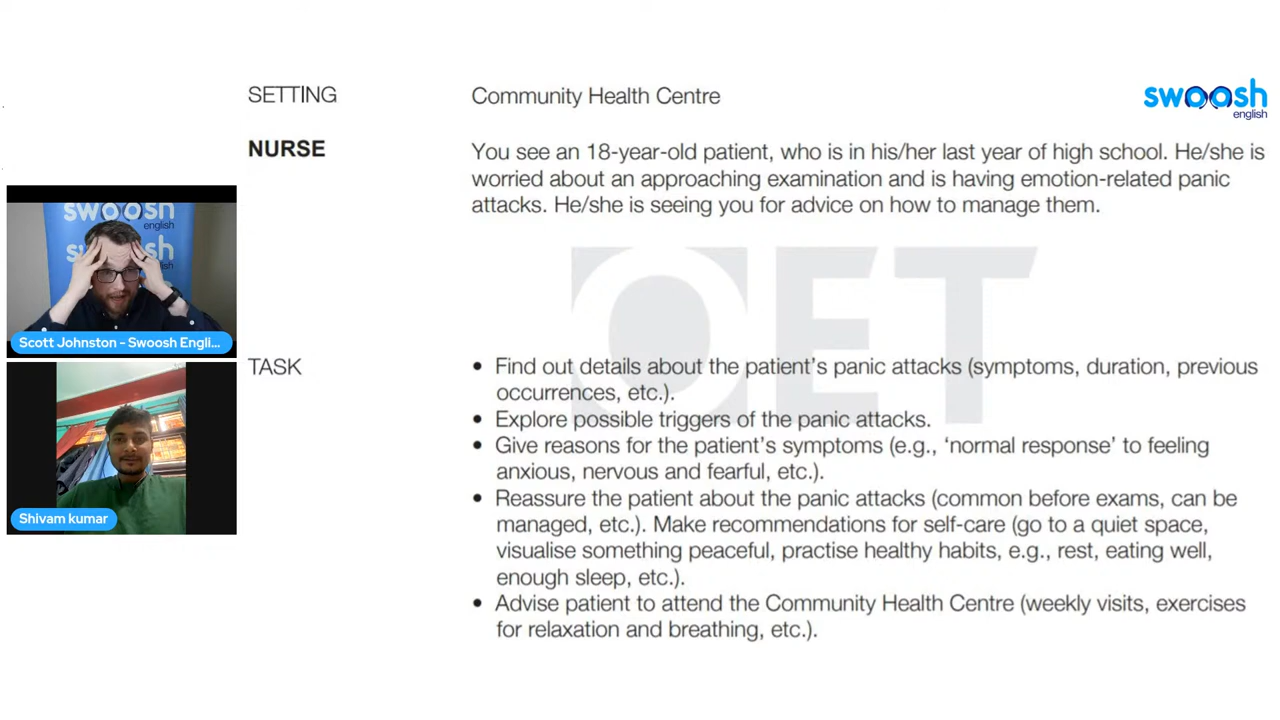 SETTING
Community Health Centre
swoosh
english
NURSE
You see an 18-year-old patient, who is in his/her last year of high school. He/she is
worried about an approaching examination and is having emotion-related panic
attacks. He/she is seeing you for advice on how to manage them.
OET
TASK
• Find out details about the patient's panic attacks (symptoms, duration, previous
occurrences, etc.).
• Explore possible triggers of the panic attacks.
• Give reasons for the patient's symptoms (e.g., 'normal response' to feeling
anxious, nervous and fearful, etc.).
• Reassure the patient about the panic attacks (common before exams, can be
managed, etc.). Make recommendations for self-care (go to a quiet space,
visualise something peaceful, practise healthy habits, e.g., rest, eating well,
enough sleep, etc.).
• Advise patient to attend the Community Health Centre (weekly visits, exercises
for relaxation and breathing, etc.).
swoosh
english
swoosh
english
Scott Johnston - Swoosh Engli...
Shivam kumar